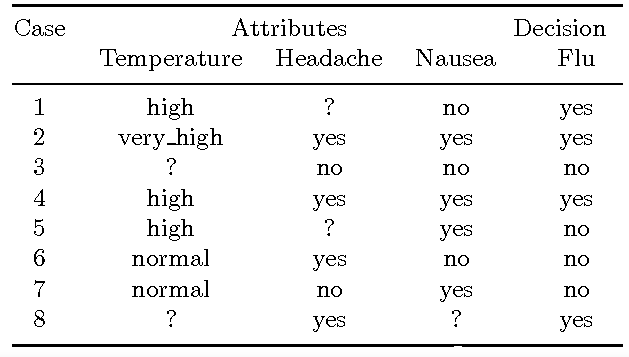 Case Attributes Decision
Temperature Headache Nausea Flu
1 high ? no yes
2 very_high yes yes yes
3 ? no no no
4 high yes yes yes
5 high ? yes no
6 normal yes no no
7 normal no yes no
8 ? yes ? yes